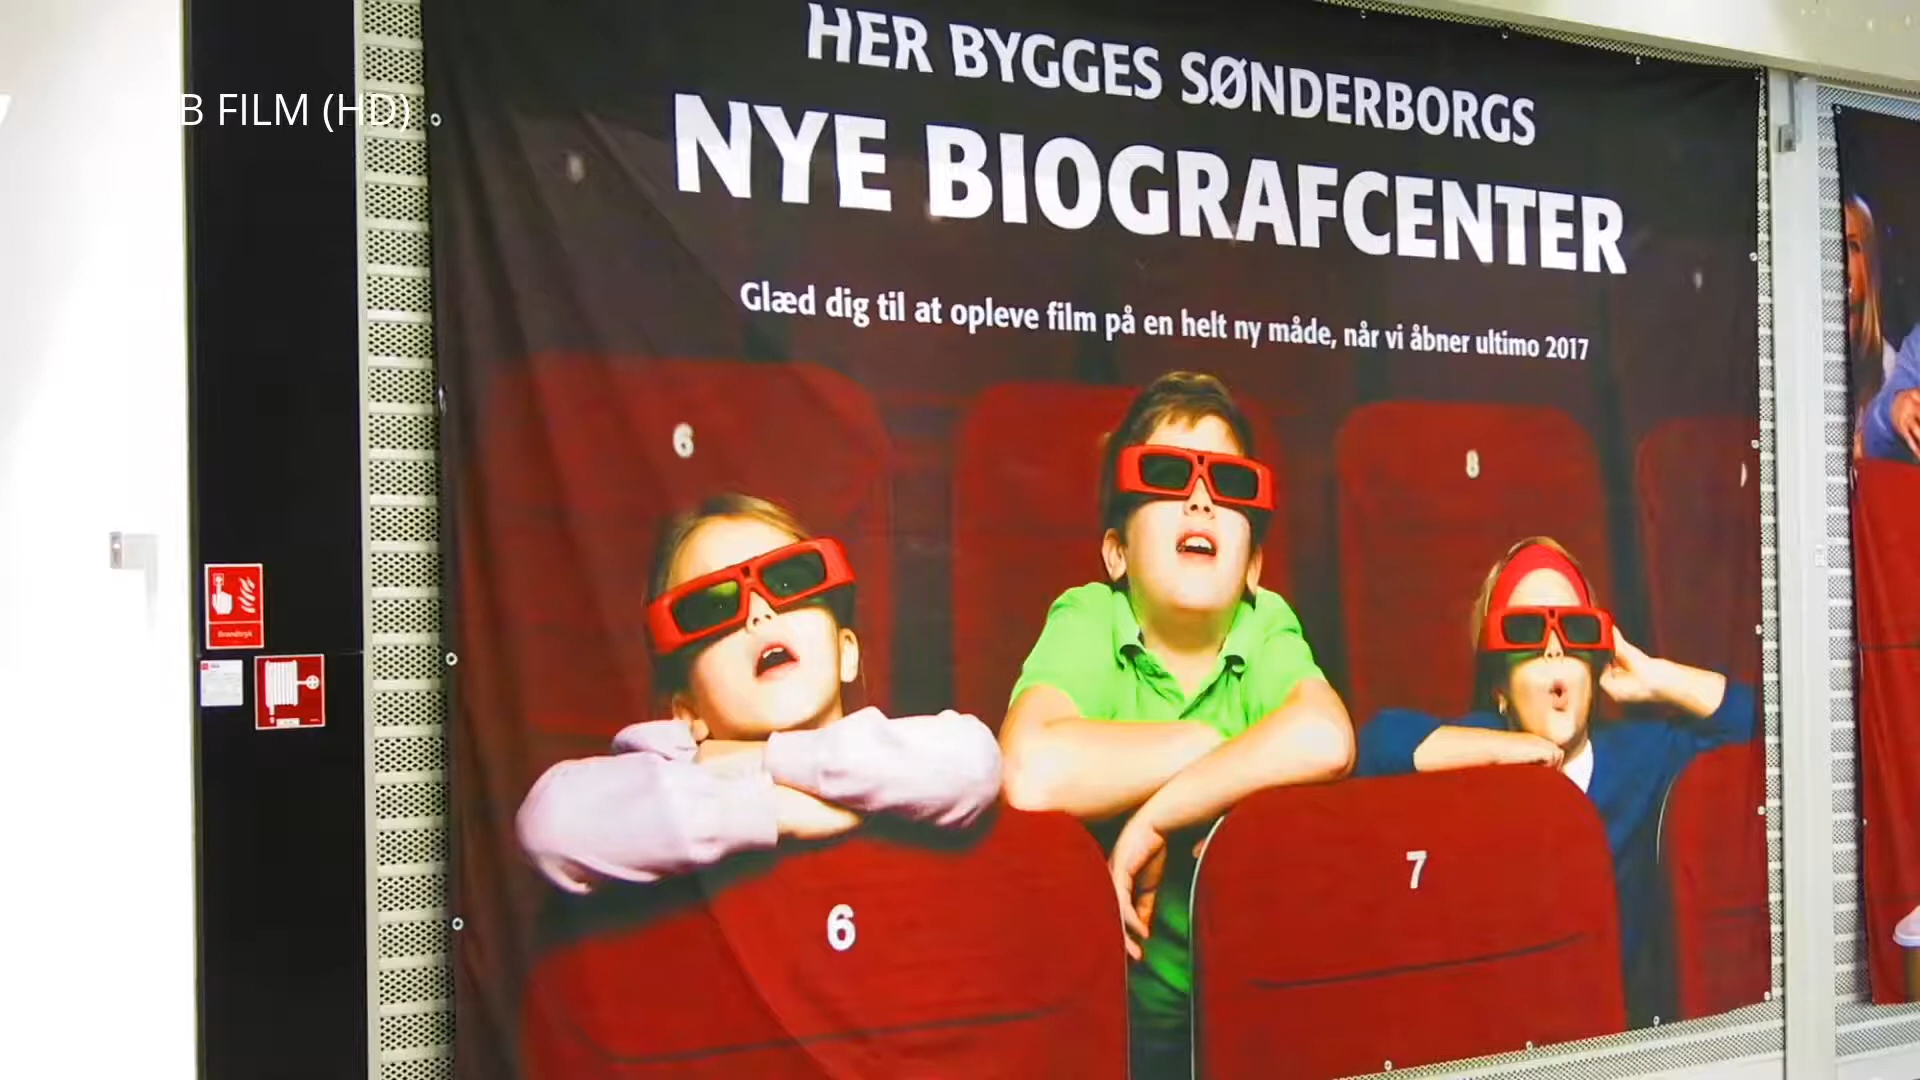 HER BYGGES SØNDERBORGS
NYE BIOGRAFCENTER
Glæd dig til at opleve film på en helt ny måde, når vi åbner ultimo 2017
B FILM (HD)
6
8
6
7
Brandtryk